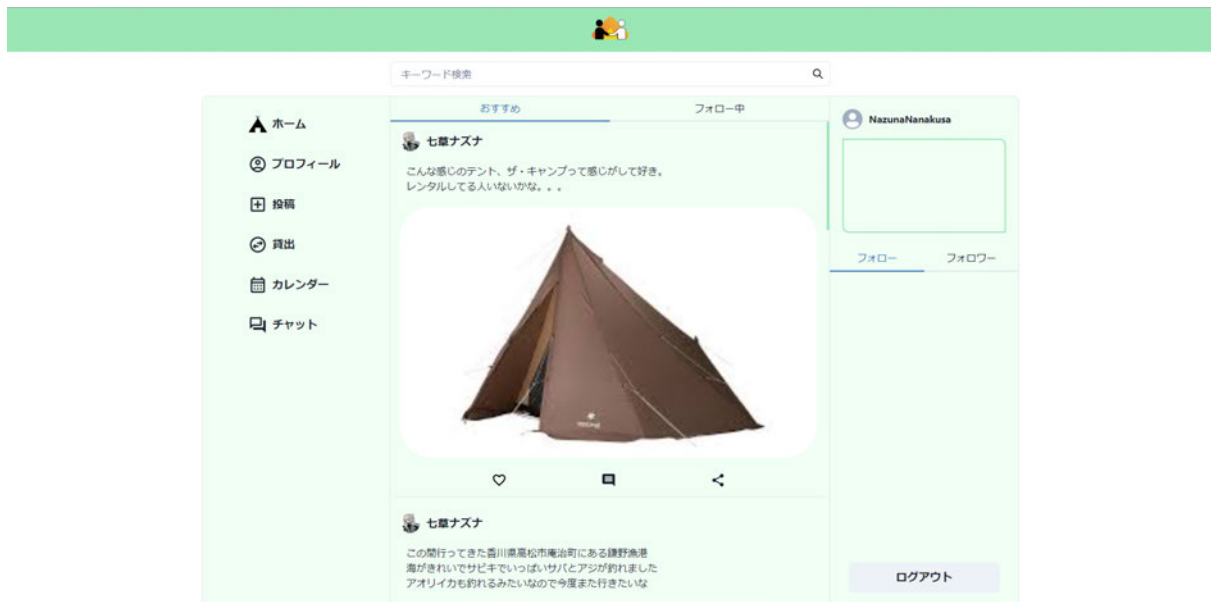 キーワード検索
ホーム
プロフィール
投稿
貸出
カレンダー
チャット
おすすめ
フォロー中
七草ナズナ
こんな感じのテント、ザ・キャンプって感じがして好き。
レンタルしてる人いないかな。。。
七草ナズナ
この間行ってきた香川県高松市庵治町にある鎌野漁港
海がきれいでサビキでいっぱいサバとアジが釣れました
アオリイカも釣れるみたいなので今度また行きたいな
NazunaNanakusa
フォロー
フォロワー
ログアウト